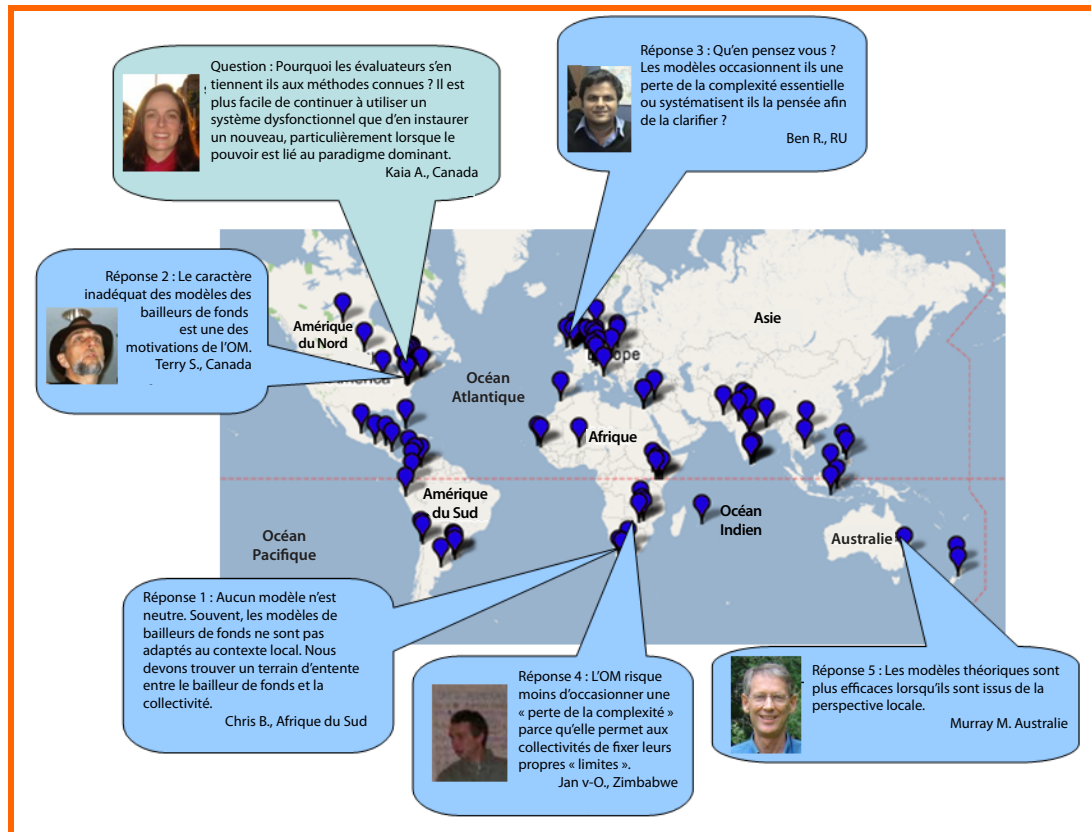 Question : Pourquoi les évaluateurs s'en
tiennent ils aux méthodes connues ? Il est
plus facile de continuer à utiliser un
système dysfonctionnel que d'en instaurer
un nouveau, particulièrement lorsque le
pouvoir est lié au paradigme dominant.
Kaia A., Canada
Réponse 3 : Qu'en pensez vous ?
Les modèles occasionnent ils une
perte de la complexité essentielle
ou systématisent ils la pensée afin
de la clarifier ?
Ben R., RU
Réponse 2 : Le caractère
inadéquat des modèles des
bailleurs de fonds
est une des
motivations de l'OM.
Terry S., Canada
Amérique
du Nord
Océan
Atlantique
Asie
Afrique
Amérique
du Sud
Océan
Pacifique
Océan
Indien
Australie
Réponse 1 : Aucun modèle n'est
neutre. Souvent, les modèles de
bailleurs de fonds ne sont pas
adaptés au contexte local. Nous
devons trouver un terrain d'entente
entre le bailleur de fonds et la
collectivité.
Chris B., Afrique du Sud
Réponse 4 : L'OM risque
moins d'occasionner une
« perte de la complexité »
parce qu'elle permet aux
collectivités de fixer leurs
propres « limites ».
Jan v-O., Zimbabwe
Réponse 5 : Les modèles théoriques sont
plus efficaces lorsqu'ils sont issus de la
perspective locale.
Murray M. Australie